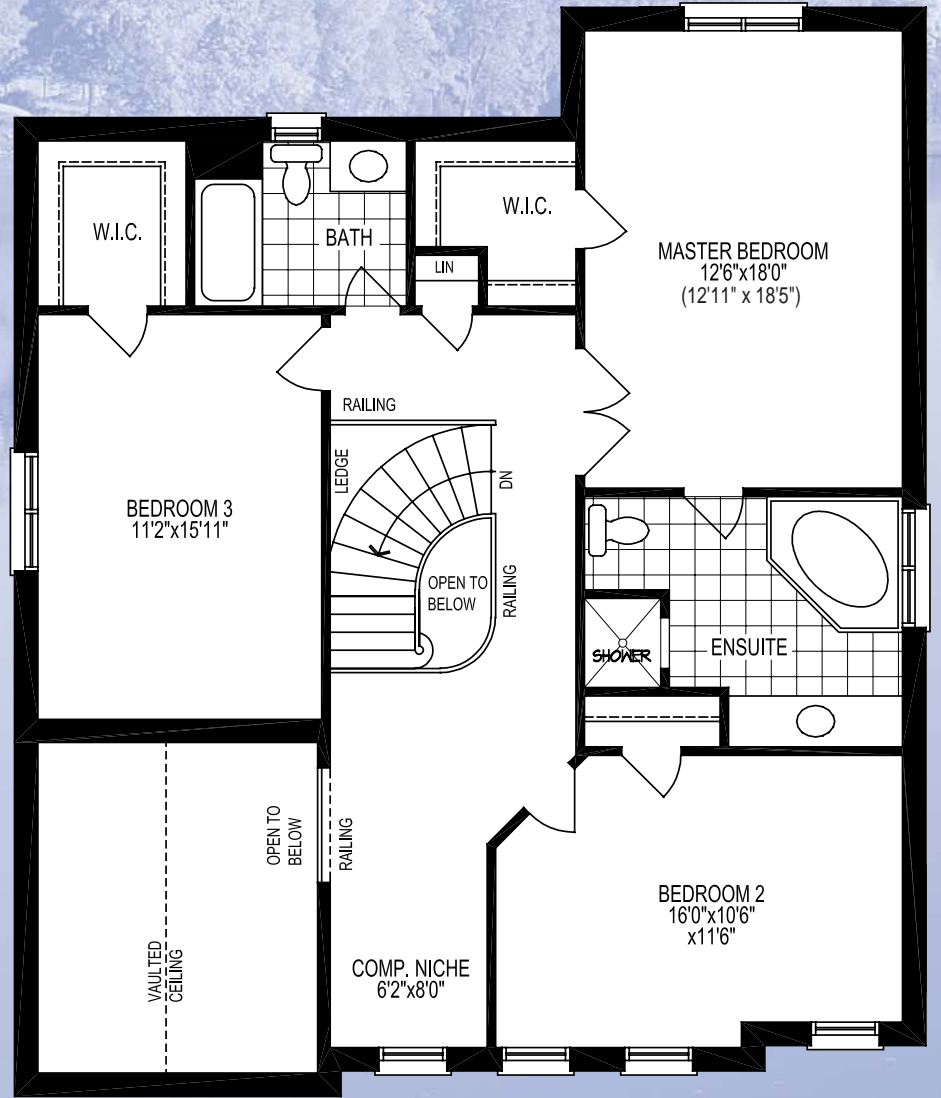 W.I.C.
BATH
W.I.C.
LIN
MASTER BEDROOM
12'6"x18'0"
(12'11" x 18'5")
RAILING
LEDGE
DN
BEDROOM 3
11'2"x15'11"
OPEN TO
BELOW
RAILING
SHOWER
ENSUITE
OPEN TO
BELOW
RAILING
VAULTED
CEILING
COMP. NICHE
6'2"x8'0"
BEDROOM 2
16'0"x10'6"
x11'6"